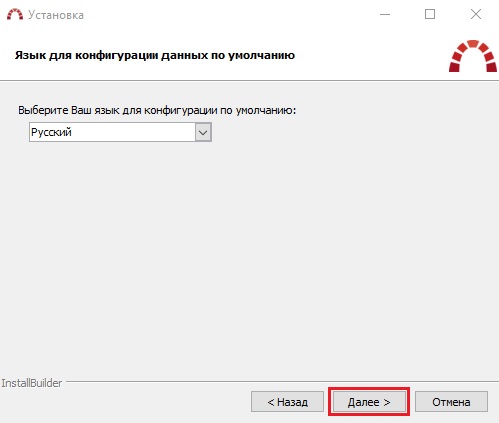 Установка
Язык для конфигурации данных по умолчанию
Выберите Ваш язык для конфигурации по умолчанию:
Русский
InstallBuilder
< Назад
Далее >
Отмена